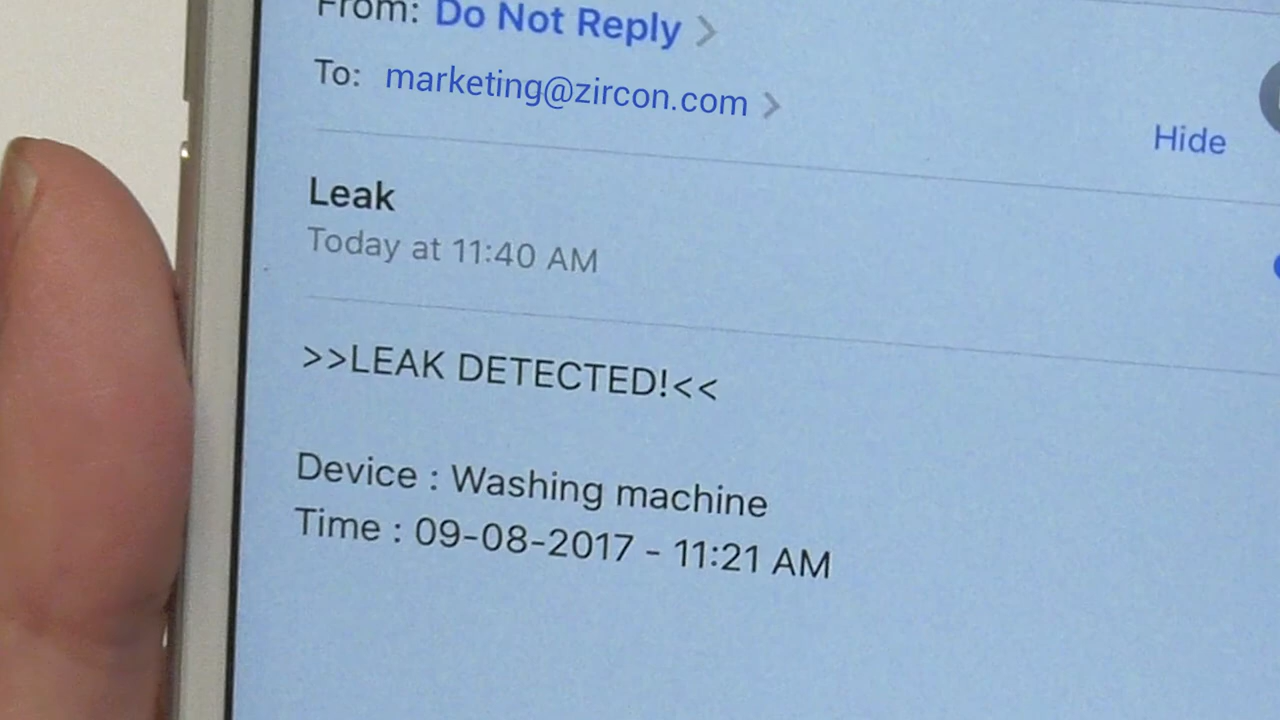 From: Do Not Reply
To: marketing@zircon.com
Hide
Leak
Today at 11:40 AM
>>LEAK DETECTED!<<
Device : Washing machine
Time : 09-08-2017 - 11:21 AM